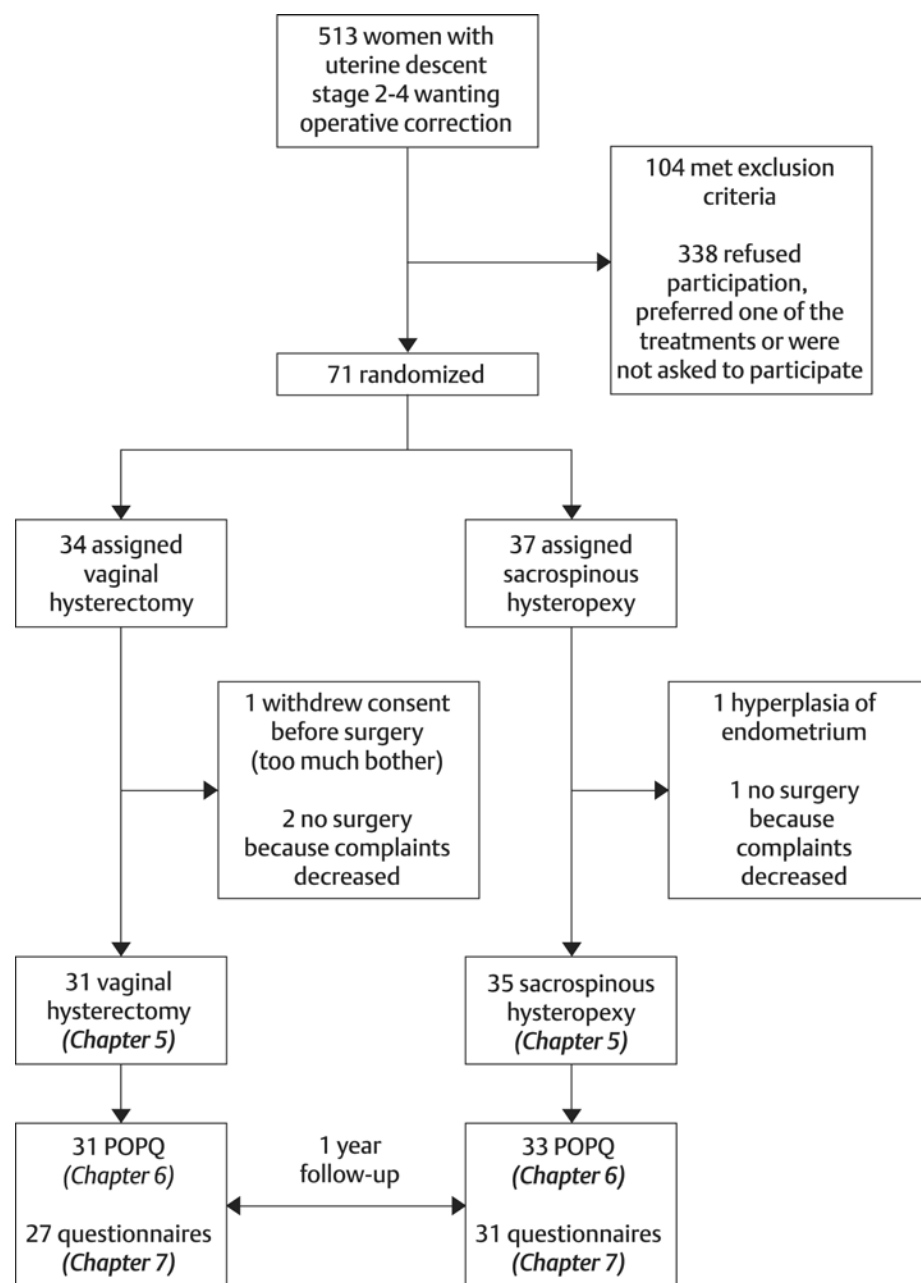 513 women with
uterine descent
stage 2-4 wanting
operative correction
104 met exclusion
criteria
338 refused
participation,
preferred one of the
treatments or were
not asked to participate
71 randomized
34 assigned
vaginal
hysterectomy
37 assigned
sacrospinous
hysteropexy
1 withdrew consent
before surgery
(too much bother)
2 no surgery
because complaints
decreased
1 hyperplasia of
endometrium
1 no surgery
because
complaints
decreased
31 vaginal
hysterectomy
(Chapter 5)
35 sacrospinous
hysteropexy
(Chapter 5)
31 POPQ
(Chapter 6)
27 questionnaires
(Chapter 7)
1 year
follow-up
33 POPQ
(Chapter 6)
31 questionnaires
(Chapter 7)